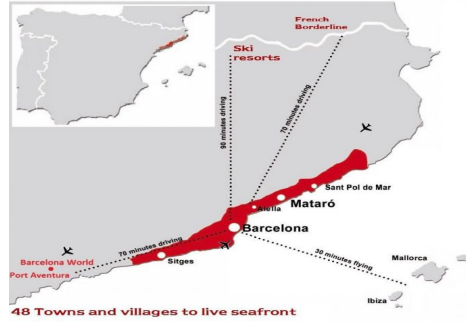 French
Borderline
Ski
resorts
90 minutes driving
70 minutes driving
Sant Pol de Mar
Mataró
Alella
Barcelona
70 minutes driving
30 minutes flying
Barcelona World
Port Aventura
Sitges
Mallorca
Ibiza
48 Towns and villages to live seafront